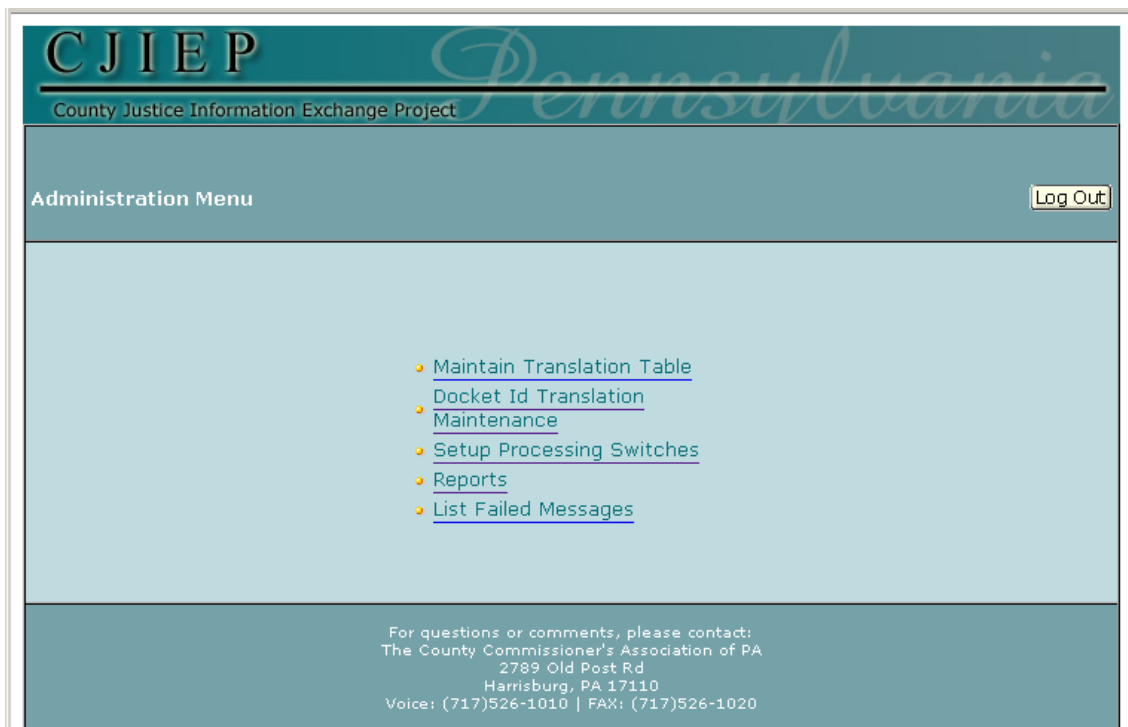 CJIEP
Pennsylvania
County Justice Information Exchange Project
Administration Menu
Log Out
Maintain Translation Table
Docket Id Translation
Maintenance
Setup Processing Switches
Reports
List Failed Messages
For questions or comments, please contact:
The County Commissioner's Association of PA
2789 Old Post Rd
Harrisburg, PA 17110
Voice: (717)526-1010 | FAX: (717)526-1020